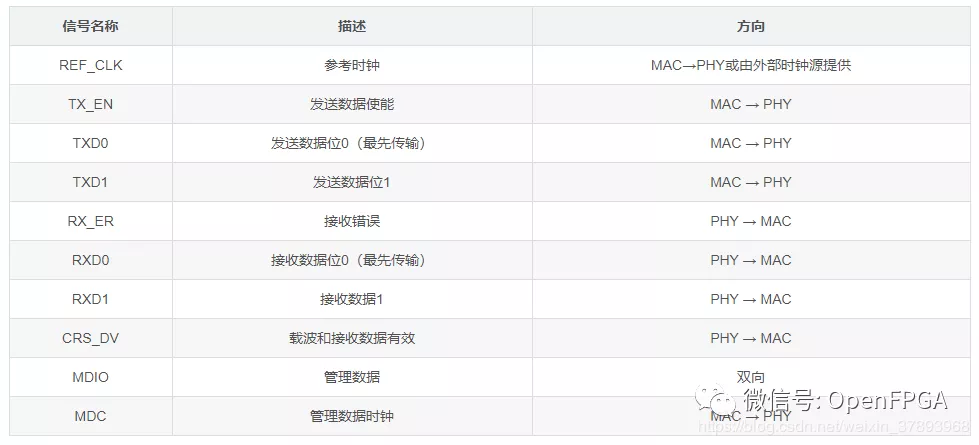 信号名称 描述 方向
REF_CLK 参考时钟 MAC→PHY或由外部时钟源提供
TX_EN 发送数据使能 MAC → PHY
TXD0 发送数据位0（最先传输） MAC → PHY
TXD1 发送数据位1 MAC → PHY
RX_ER 接收错误 PHY → MAC
RXD0 接收数据位0（最先传输） PHY → MAC
RXD1 接收数据1 PHY → MAC
CRS_DV 载波和接收数据有效 PHY → MAC
MDIO 管理数据 双向
微信号: OpenFPGA
MDC 管理数据时钟 MAC → PHY
https://blog.csdn.net/weixin_37893968